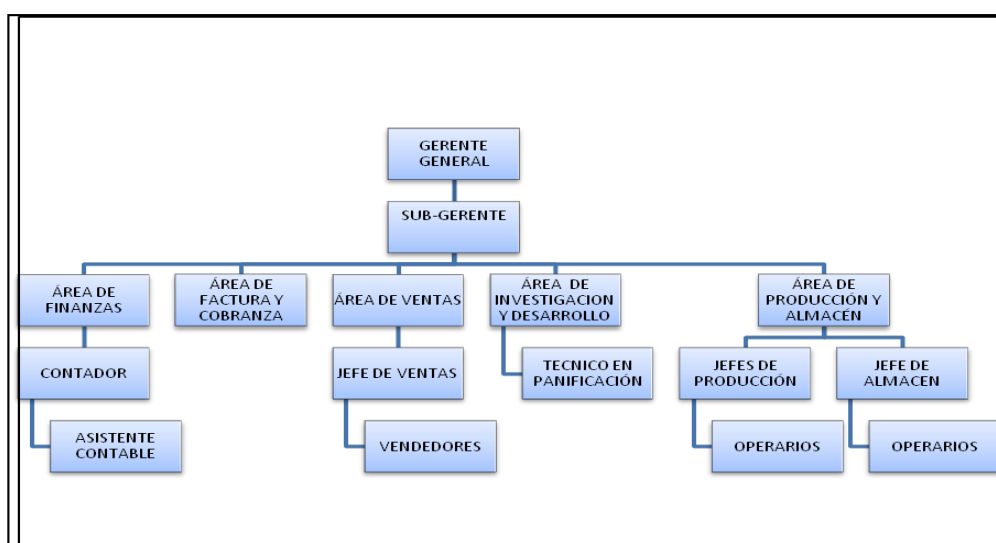 GERENTE
GENERAL
SUB-GERENTE
ÁREA DE
FINANZAS
ÁREA DE
FACTURA Y
COBRANZA
ÁREA DE VENTAS
ÁREA DE
INVESTIGACION
Y DESARROLLO
ÁREA DE
PRODUCCIÓN Y
ALMACÉN
CONTADOR
JEFE DE VENTAS
TECNICO EN
PANIFICACIÓN
JEFES DE
PRODUCCIÓN
JEFE DE
ALMACEN
ASISTENTE
CONTABLE
VENDEDORES
OPERARIOS
OPERARIOS